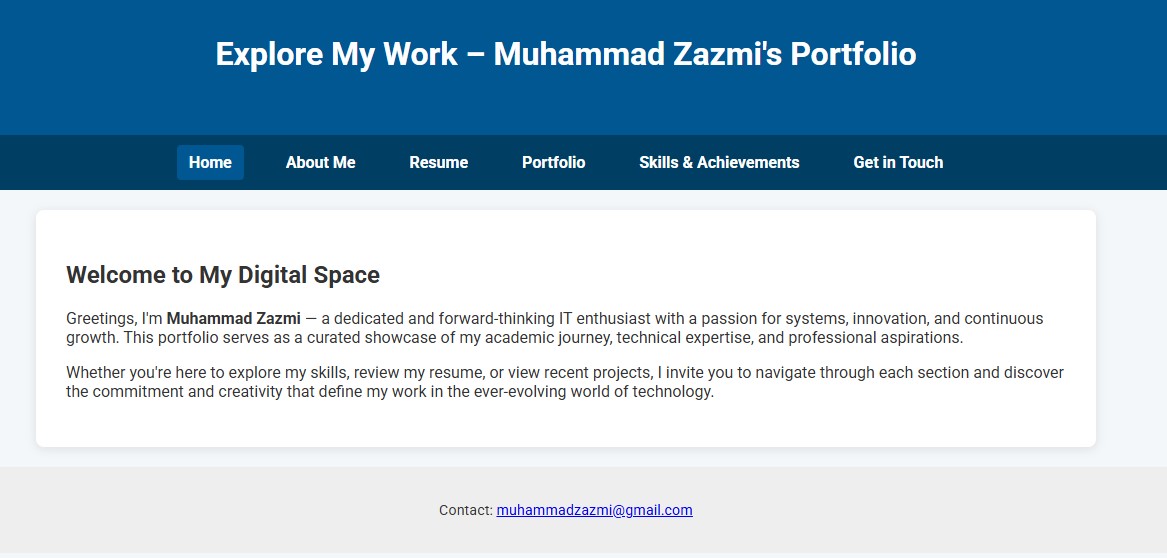 Explore My Work – Muhammad Zazmi's Portfolio
Home About Me Resume Portfolio Skills & Achievements Get in Touch
Welcome to My Digital Space
Greetings, I'm Muhammad Zazmi — a dedicated and forward-thinking IT enthusiast with a passion for systems, innovation, and continuous
growth. This portfolio serves as a curated showcase of my academic journey, technical expertise, and professional aspirations.
Whether you're here to explore my skills, review my resume, or view recent projects, I invite you to navigate through each section and discover
the commitment and creativity that define my work in the ever-evolving world of technology.
Contact: muhammadzazmi@gmail.com